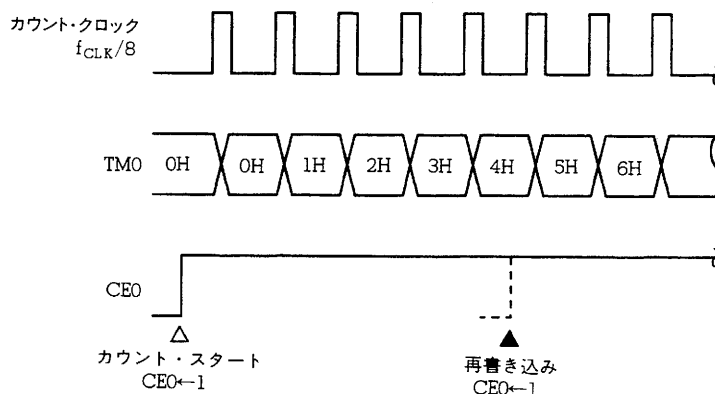 カウント・クロック
fCLK/8
TM0 0H 0H 1H 2H 3H 4H 5H 6H
CE0
カウント・スタート
CE0←1
再書き込み
CE0←1